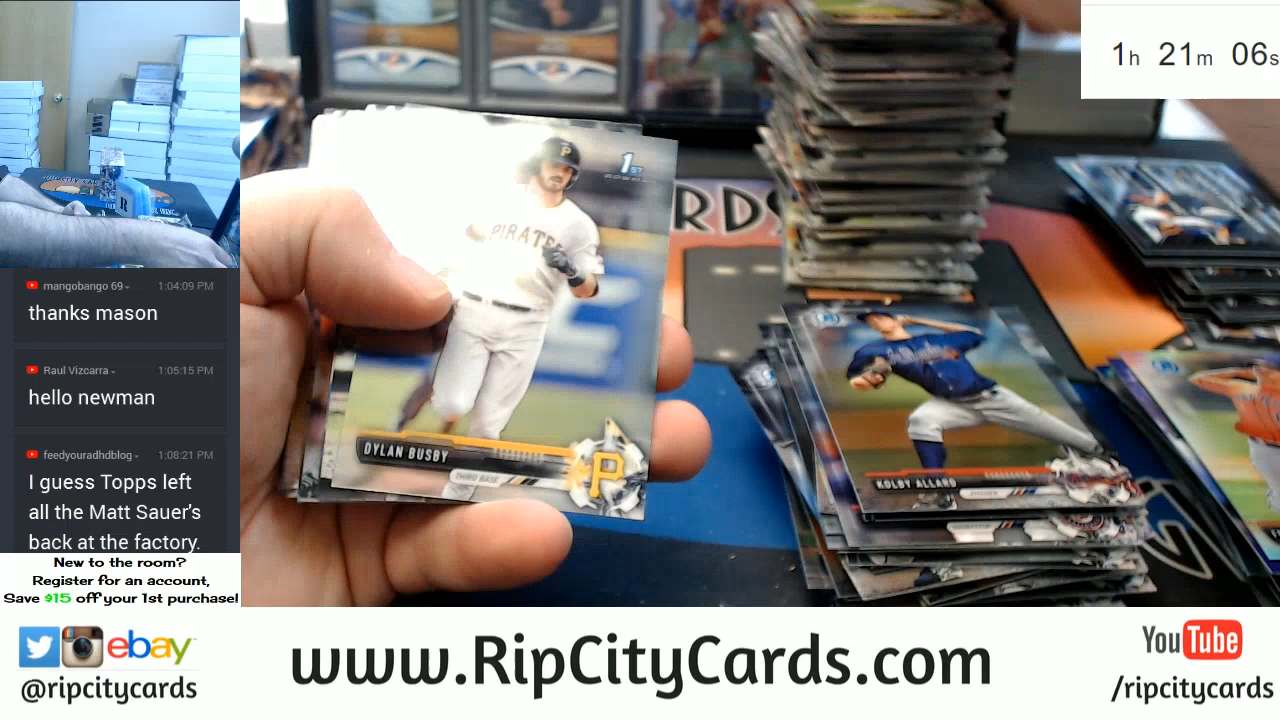 1h 21m 06s
mangobango 69
1:04:09 PM
thanks mason
Raul Vizcarra
1:05:15 PM
hello newman
feedyouradhdblog
1:08:21 PM
I guess Topps left
all the Matt Sauer's
back at the factory.
New to the room?
Register for an account,
Save $15 off your 1st purchase!
RDS
1ST
P
PIRATES
DYLAN BUSBY
THIRD BASE
P
KOLBY ALLARD
PITCHER
ebay
@ripcitycards
www.RipCityCards.com
YouTube
/ripcitycards